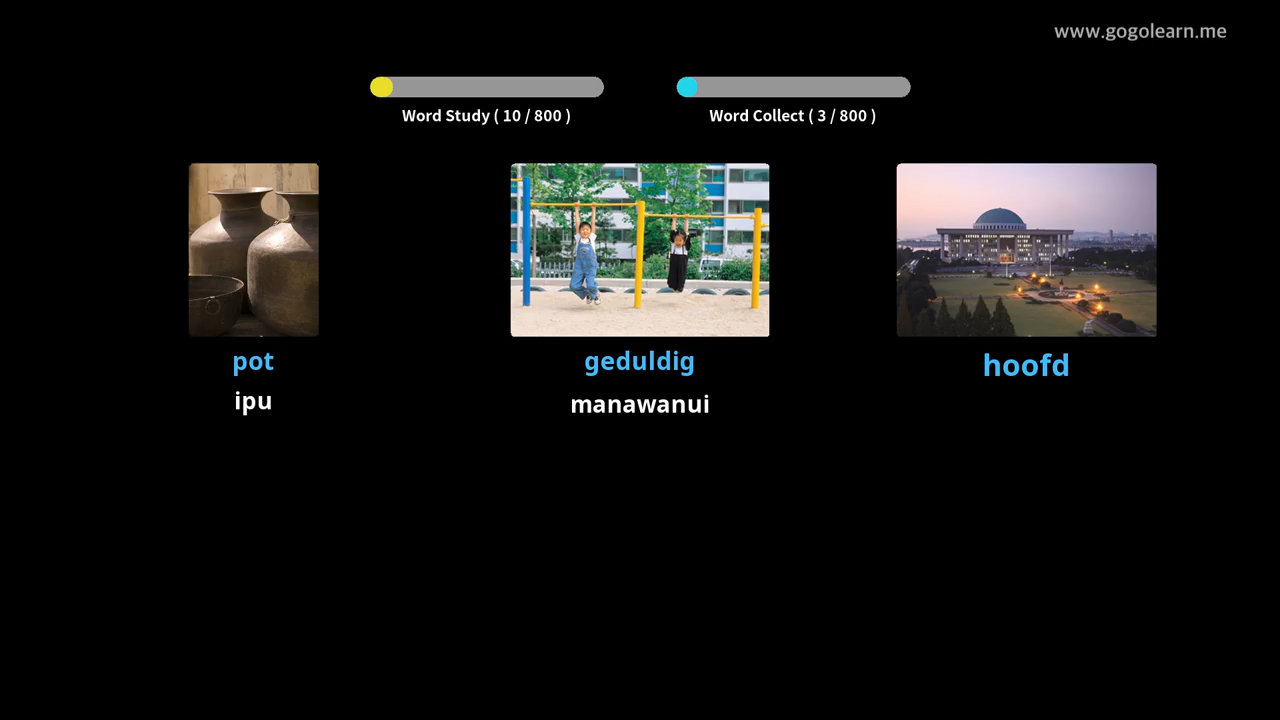 www.gogolearn.me
Word Study ( 10 / 800 )
Word Collect ( 3 / 800 )
pot
ipu
geduldig
manawanui
hoofd